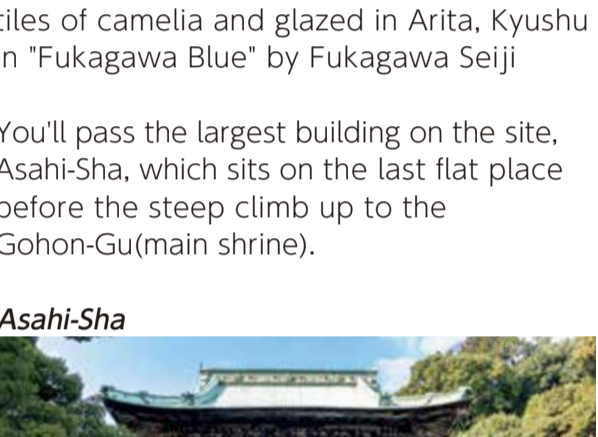 tiles of camelia and glazed in Arita, Kyushu
in "Fukagawa Blue" by Fukagawa Seiji
You'll pass the largest building on the site,
Asahi-Sha, which sits on the last flat place
before the steep climb up to the
Gohon-Gu(main shrine).
Asahi-Sha